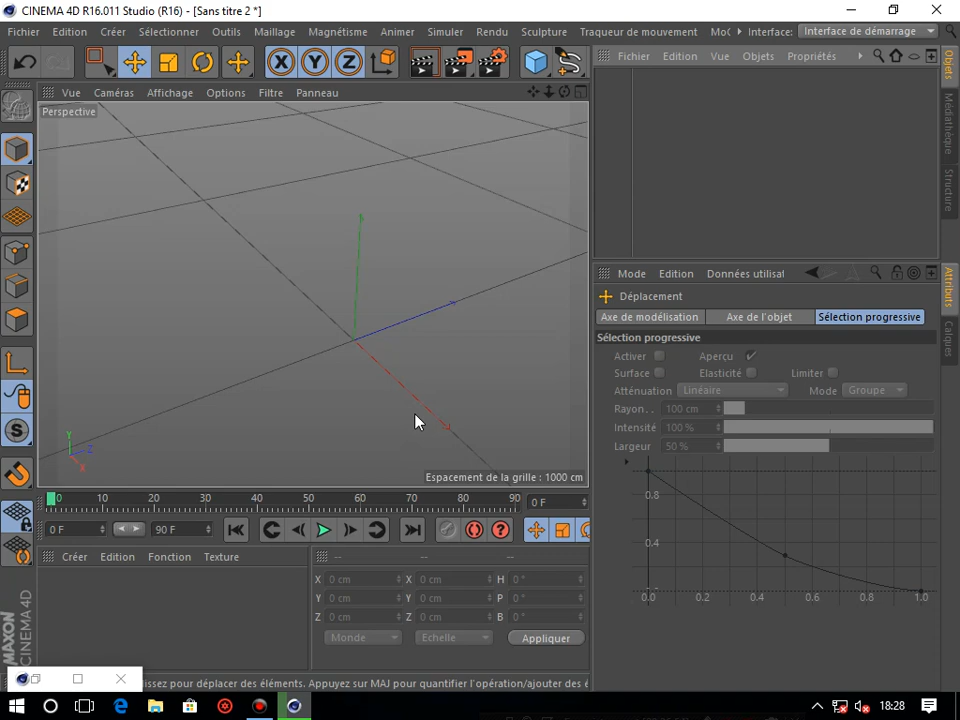 CINEMA 4D R16.011 Studio (R16) - [Sans titre 2 *]
Fichier Edition Créer Sélectionner Outils Maillage Magnétisme Animer Simuler Rendu Sculpture Traqueur de mouvement Interface: Interface de démarrage
X Y Z
Fichier Edition Vue Objets Propriétés
Vue Caméras Affichage Options Filtre Panneau
Perspective
Objets
Médiathèque
Structure
Mode Edition Données utilisat
Déplacement
Axe de modélisation Axe de l'objet Sélection progressive
Sélection progressive
Activer Aperçu
Surface Elasticité Limiter
Atténuation Linéaire Mode Groupe
Rayon . . 100 cm
Intensité 100 %
Largeur 50 %
0.8
0.4
0.0 0.2 0.4 0.6 0.8 1.0
Attributs
Calques
Y
Z
X
S
Espacement de la grille : 1000 cm
0 10 20 30 40 50 60 70 80 90 0 F
0 F 90 F
Créer Edition Fonction Texture
-- -- --
X 0 cm X 0 cm H 0 °
Y 0 cm Y 0 cm P 0 °
Z 0 cm Z 0 cm B 0 °
Monde Echelle Appliquer
MAXON
CINEMA 4D
issez pour déplacer des éléments. Appuyez sur MAJ pour quantifier l'opération/ajouter des é
18:28